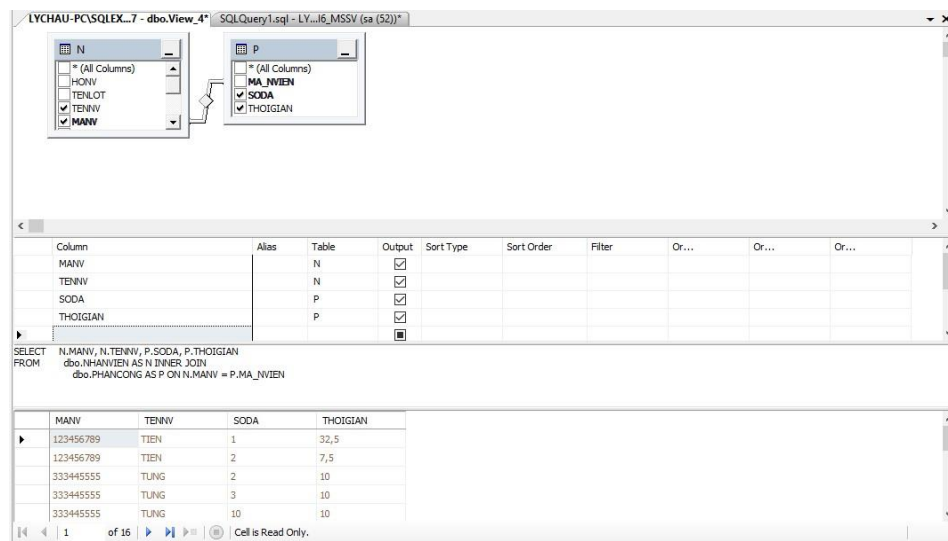 LYCHAU-PC\SQLEX...7 - dbo.View_4* SQLQuery1.sql - LY...I6_MSSV (sa (52))*
N
* (All Columns)
HONV
TENLOT
TENNV
MANV
P
* (All Columns)
MA_NVIEN
SODA
THOIGIAN
Column Alias Table Output Sort Type Sort Order Filter Or... Or... Or...
MANV N
TENNV N
SODA P
THOIGIAN P
SELECT N.MANV, N.TENNV, P.SODA, P.THOIGIAN
FROM dbo.NHANVIEN AS N INNER JOIN
dbo.PHANCONG AS P ON N.MANV = P.MA_NVIEN
MANV TENNV SODA THOIGIAN
123456789 TIEN 1 32,5
123456789 TIEN 2 7,5
333445555 TUNG 2 10
333445555 TUNG 3 10
333445555 TUNG 10 10
1 of 16 Cell is Read Only.